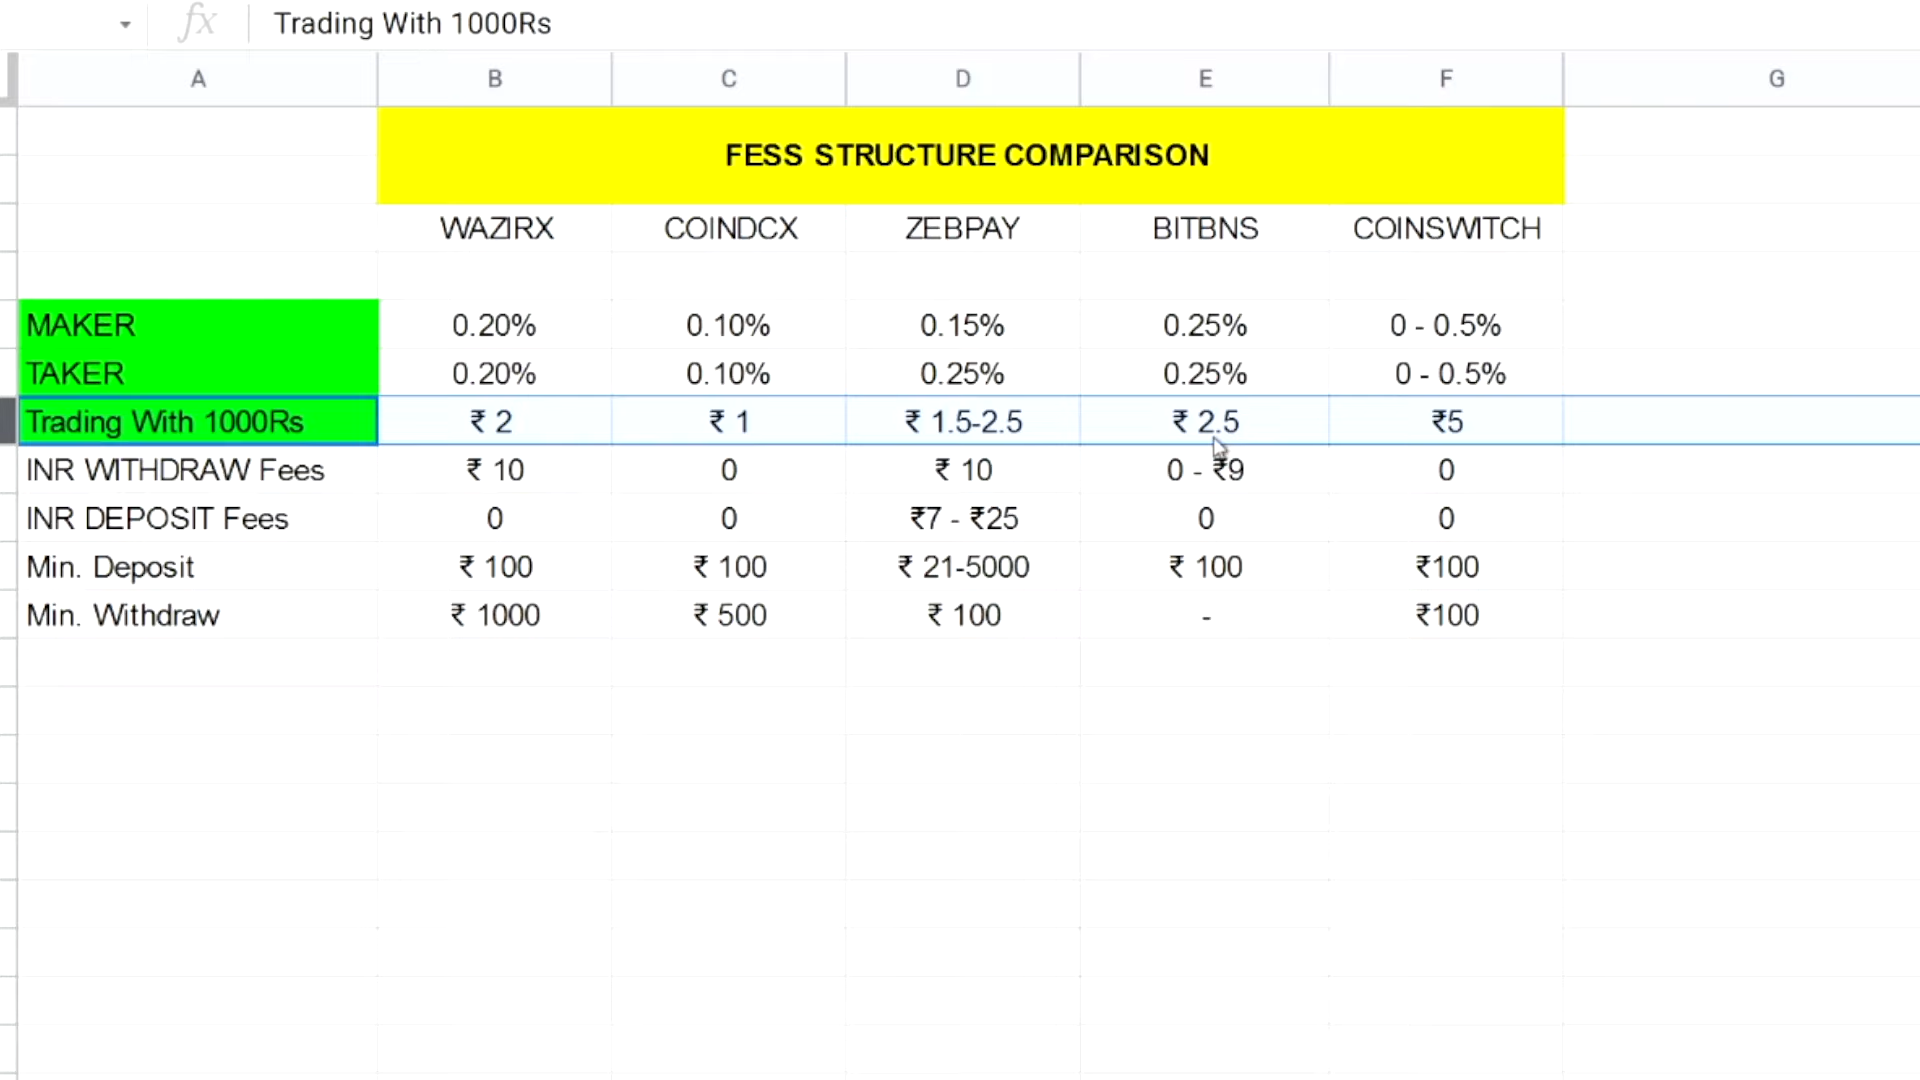 fx Trading With 1000Rs
A B C D E F G
FESS STRUCTURE COMPARISON
WAZIRX COINDCX ZEBPAY BITBNS COINSWITCH
MAKER 0.20% 0.10% 0.15% 0.25% 0 - 0.5%
TAKER 0.20% 0.10% 0.25% 0.25% 0 - 0.5%
Trading With 1000Rs ₹ 2 ₹ 1 ₹ 1.5-2.5 ₹ 2.5 ₹5
INR WITHDRAW Fees ₹ 10 0 ₹ 10 0 - ₹9 0
INR DEPOSIT Fees 0 0 ₹7 - ₹25 0 0
Min. Deposit ₹ 100 ₹ 100 ₹ 21-5000 ₹ 100 ₹100
Min. Withdraw ₹ 1000 ₹ 500 ₹ 100 - ₹100